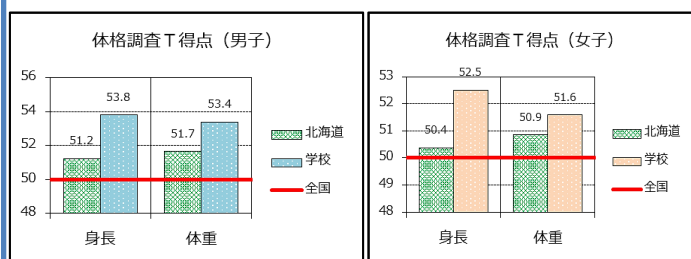 体格調査T得点（男子）
56
54
52
50
48
51.2
53.8
51.7
53.4
身長
体重
北海道
学校
全国
体格調査T得点（女子）
53
52
51
50
49
48
50.4
52.5
50.9
51.6
身長
体重
北海道
学校
全国